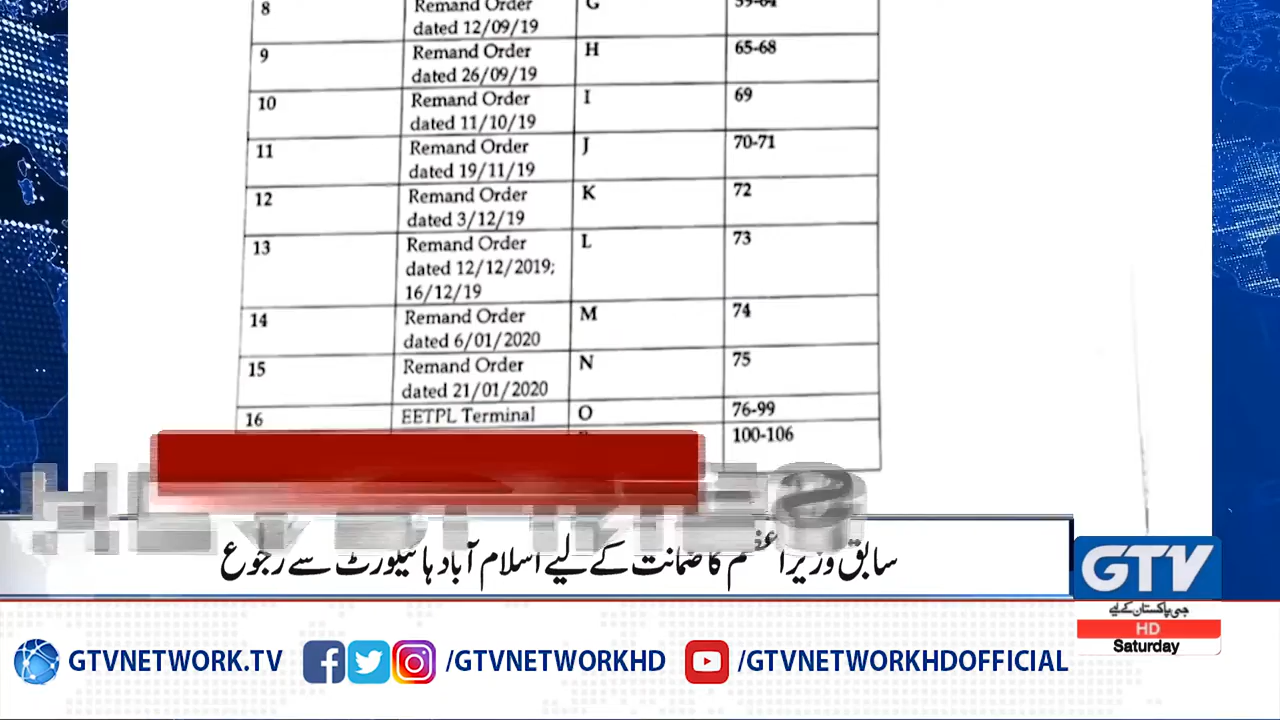 8 Remand Order G 59-64
dated 12/09/19
9 Remand Order H 65-68
dated 26/09/19
10 Remand Order I 69
dated 11/10/19
11 Remand Order J 70-71
dated 19/11/19
12 Remand Order K 72
dated 3/12/19
13 Remand Order L 73
dated 12/12/2019;
16/12/19
14 Remand Order M 74
dated 6/01/2020
15 Remand Order N 75
dated 21/01/2020
16 EETPL Terminal O 76-99
100-106
سابق وزیراعظم کا ضمانت کے لیے اسلام آباد ہائیکورٹ سے رجوع
GTV
جی پاکستان کے لیے
HD
Saturday
GTVNETWORK.TV /GTVNETWORKHD /GTVNETWORKHDOFFICIAL